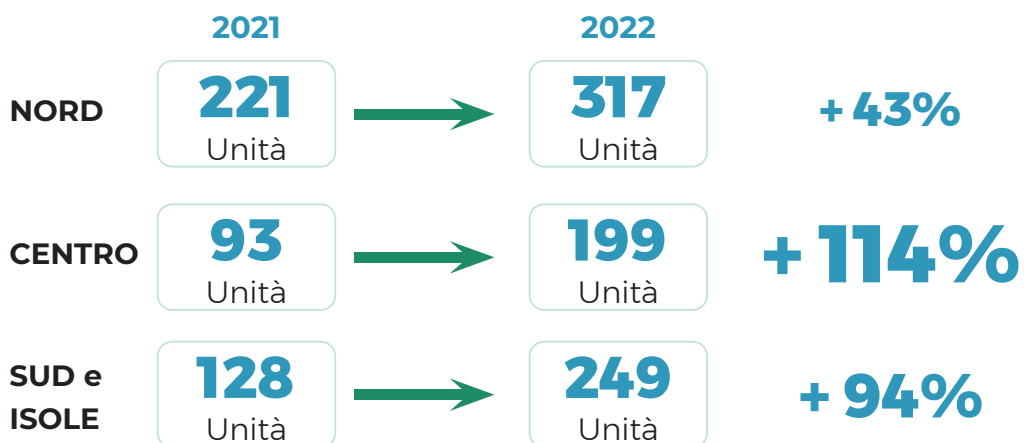 2021 2022
NORD 221 Unità 317 Unità + 43%
CENTRO 93 Unità 199 Unità + 114%
SUD e ISOLE 128 Unità 249 Unità + 94%